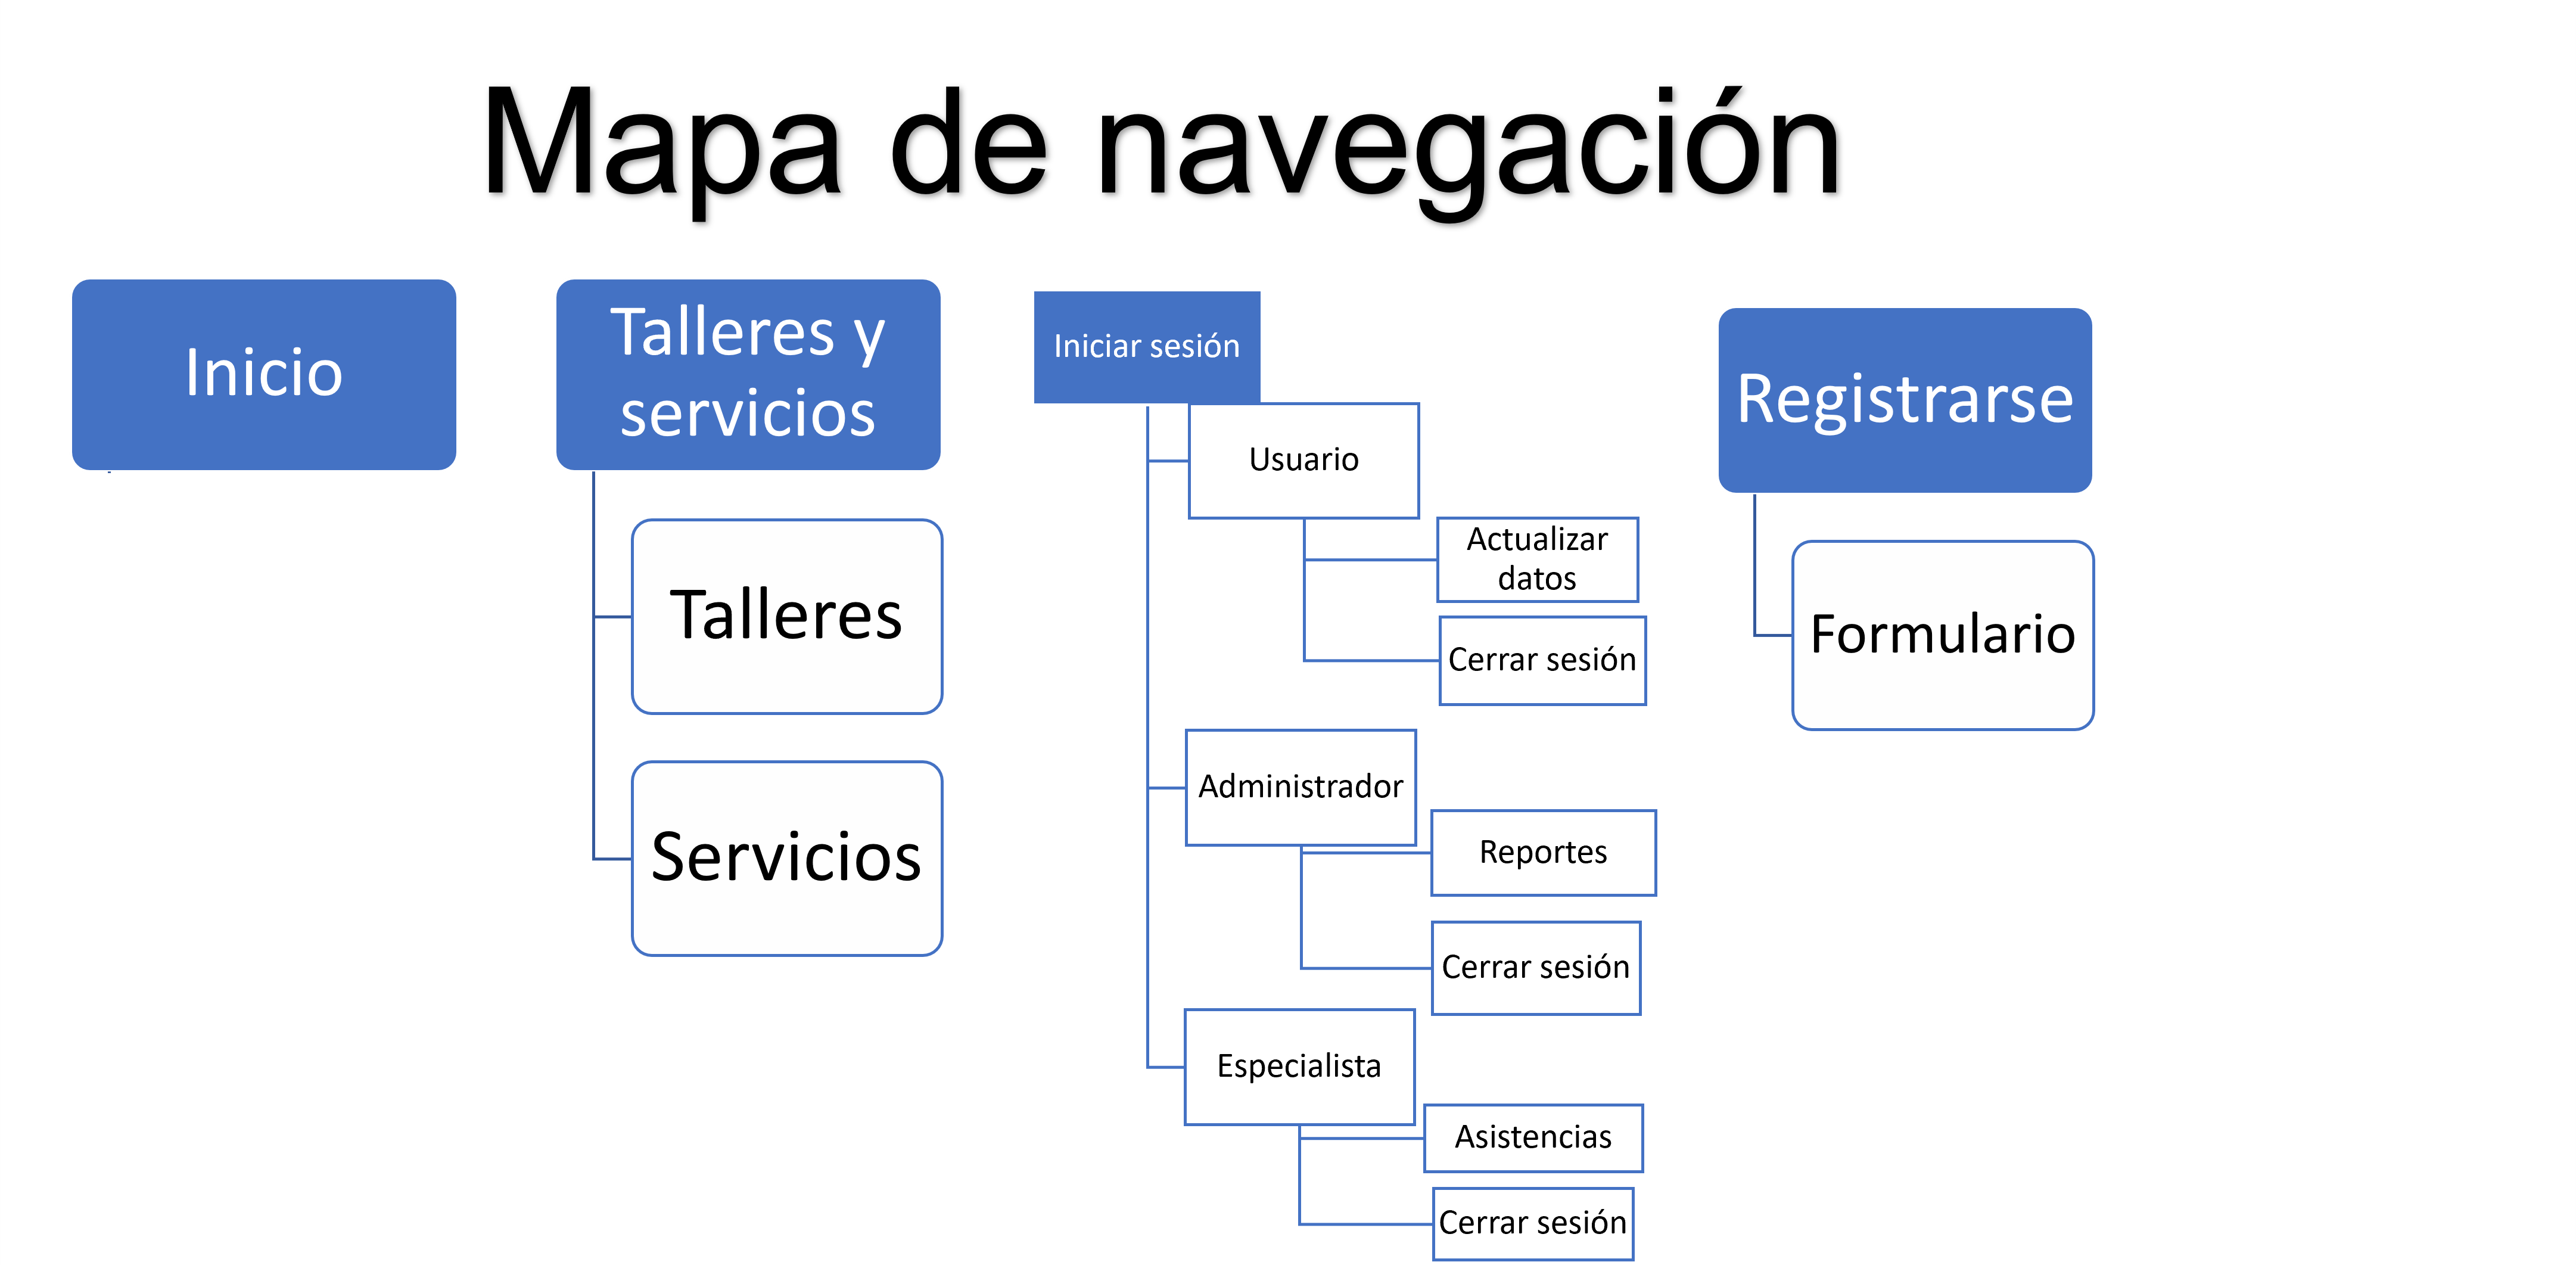 Mapa de navegación
Inicio
Talleres y
servicios
Talleres
Servicios
Iniciar sesión
Usuario
Actualizar
datos
Cerrar sesión
Administrador
Reportes
Cerrar sesión
Especialista
Asistencias
Cerrar sesión
Registrarse
Formulario